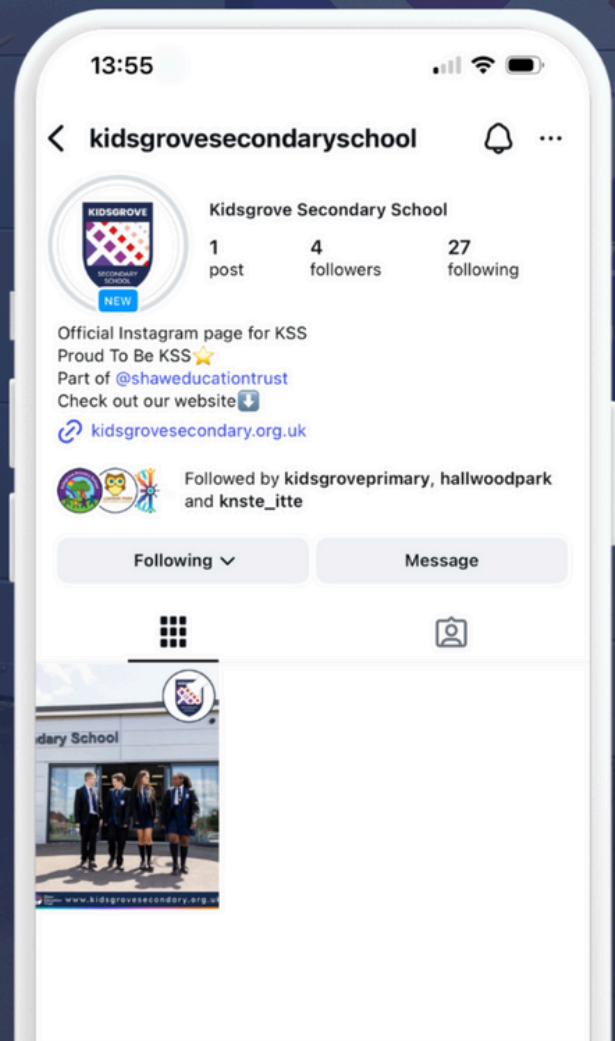 13:55
kidsgrovesecondaryschool
KIDSGROVE
SECONDARY
SCHOOL
NEW
Kidsgrove Secondary School
1 4 27
post followers following
Official Instagram page for KSS
Proud To Be KSS⭐
Part of @shaweducationtrust
Check out our website⬇️
kidsgrovesecondary.org.uk
Followed by kidsgroveprimary, hallwoodpark
and knste_itte
Following Message
dary School
www.kidsgrovesecondary.org.uk